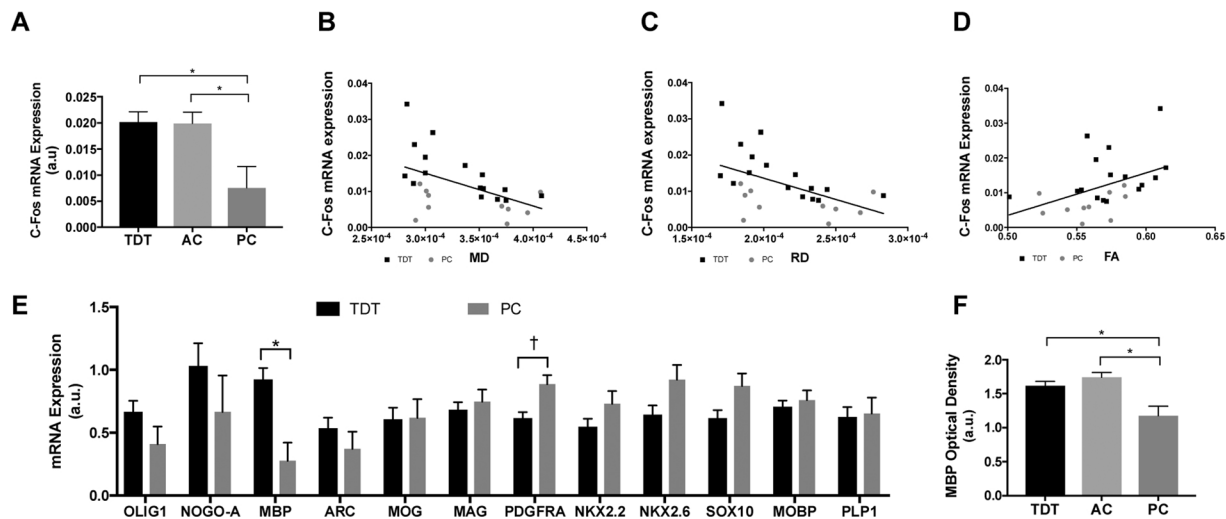 A
C-Fos mRNA Expression
(a.u)
0.025
0.020
0.015
0.010
0.005
0.000
*
*
TDT AC PC
B
C-Fos mRNA expression
0.04
0.03
0.02
0.01
0.00
2.5×10-4 3.0×10-4 3.5×10-4 4.0×10-4 4.5×10-4
TDT PC MD
C
C-Fos mRNA expression
0.04
0.03
0.02
0.01
0.00
1.5×10-4 2.0×10-4 2.5×10-4 3.0×10-4
TDT PC RD
D
C-Fos mRNA Expression
0.04
0.03
0.02
0.01
0.00
0.50 0.55 0.60 0.65
TDT PC FA
E
mRNA Expression
(a.u.)
1.5
1.0
0.5
0.0
TDT PC
*
†
OLIG1 NOGO-A MBP ARC MOG MAG PDGFRA NKX2.2 NKX2.6 SOX10 MOBP PLP1
F
MBP Optical Density
(a.u.)
2.0
1.5
1.0
0.5
0.0
*
*
TDT AC PC